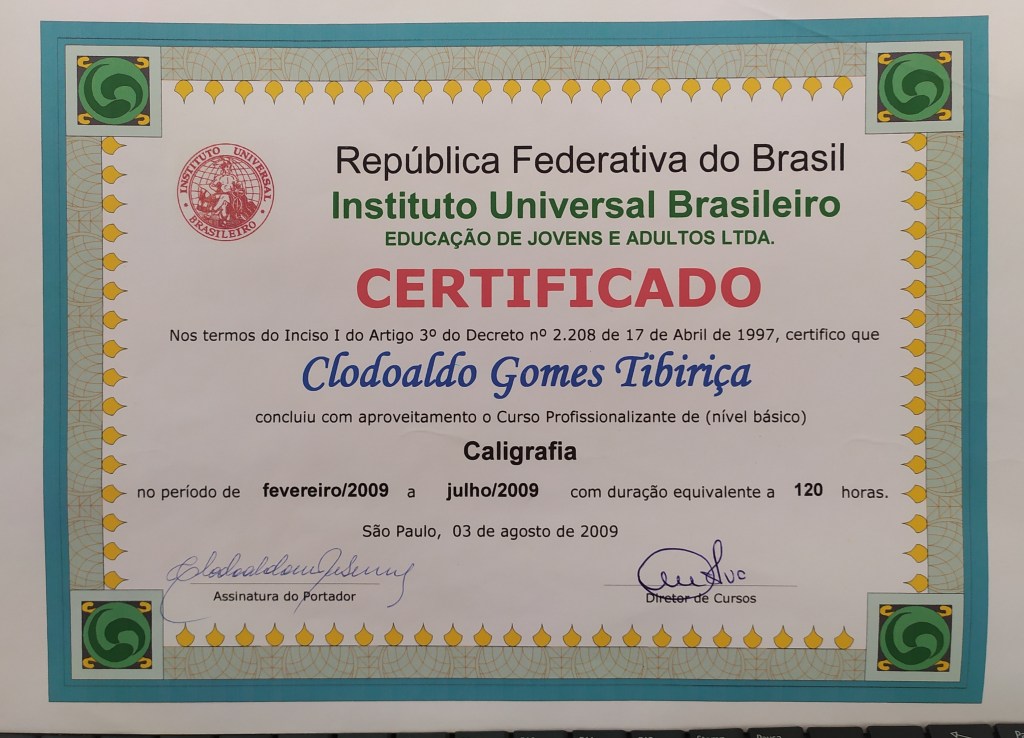 INSTITUTO UNIVERSAL
BRASILEIRO
República Federativa do Brasil
Instituto Universal Brasileiro
EDUCAÇÃO DE JOVENS E ADULTOS LTDA.
CERTIFICADO
Nos termos do Inciso I do Artigo 3º do Decreto nº 2.208 de 17 de Abril de 1997, certifico que
Clodoaldo Gomes Tibiriça
concluiu com aproveitamento o Curso Profissionalizante de (nível básico)
Caligrafia
no período de fevereiro/2009 a julho/2009 com duração equivalente a 120 horas.
São Paulo, 03 de agosto de 2009
Assinatura do Portador
Diretor de Cursos